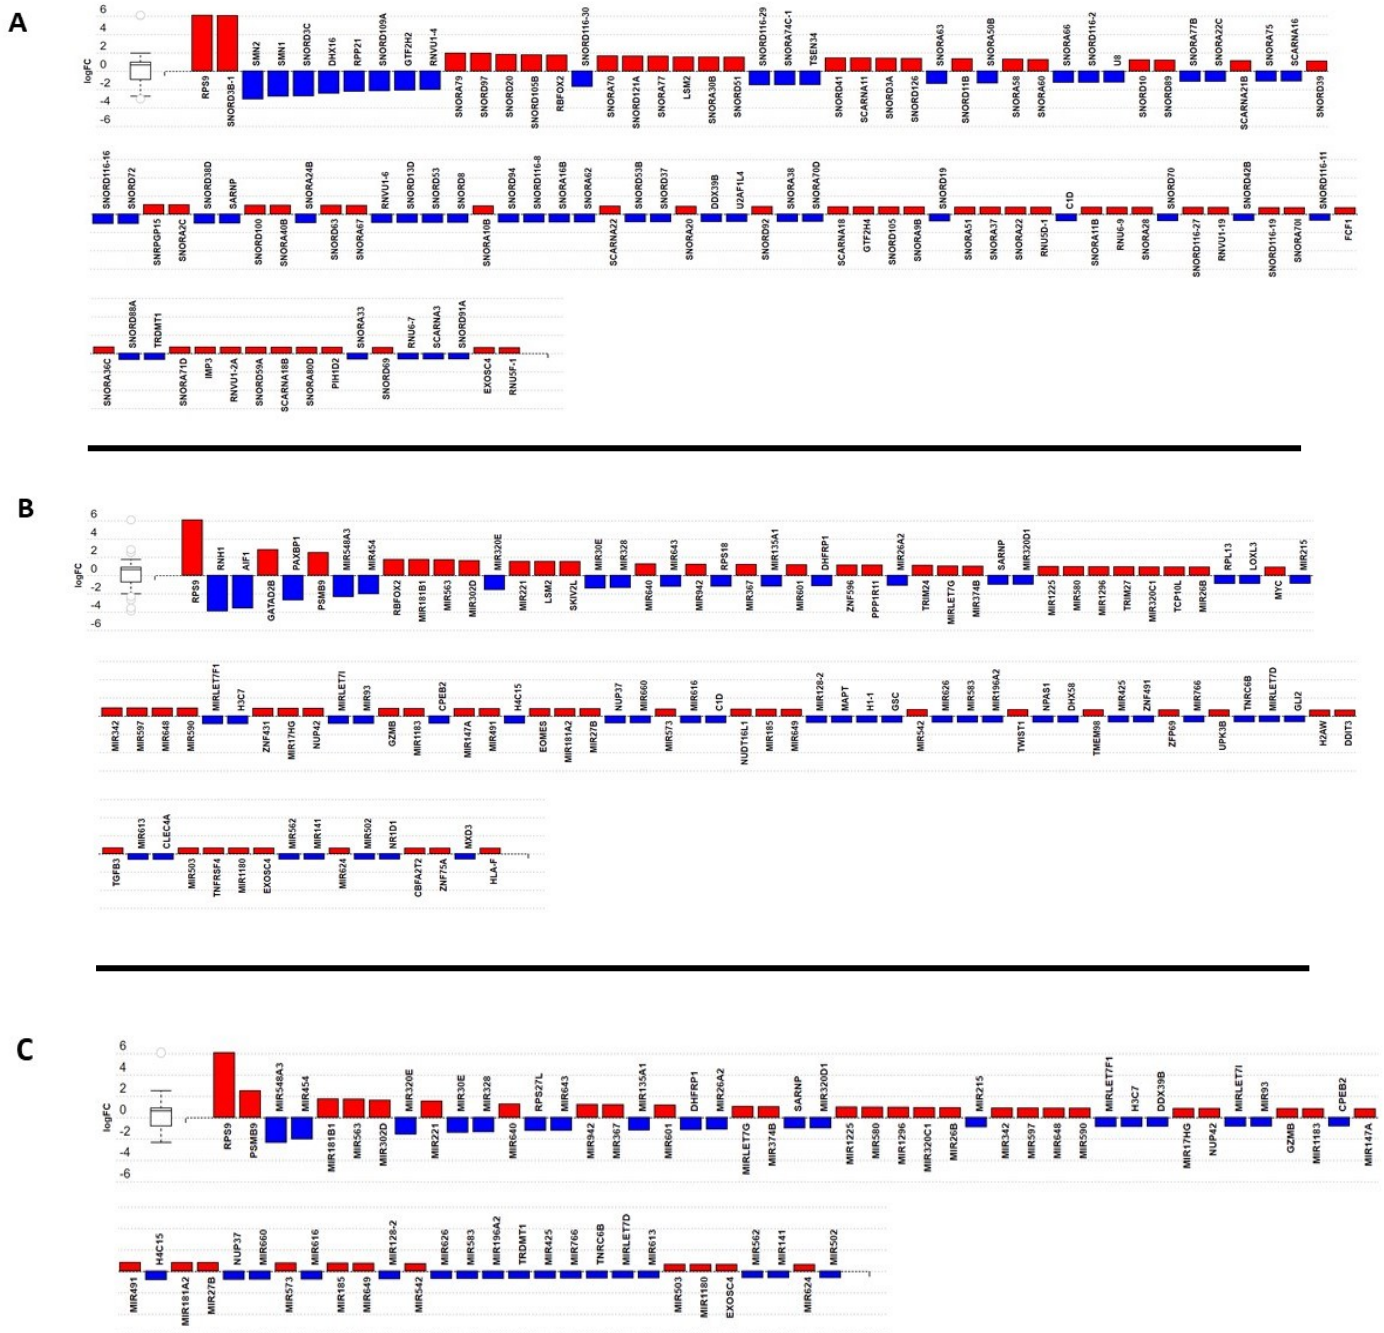 A
logFC
6
4
2
0
-2
-4
-6
RPS9
SNORD3B-1
SMN2
SMN1
SNORD3C
DHX16
RPP21
SNORD109A
GTF2H2
RNVU1-4
SNORA79
SNORD97
SNORD20
SNORD105B
RBFOX2
SNORD116-30
SNORA70
SNORD121A
SNORA77
LSM2
SNORA30B
SNORD51
SNORD116-29
SNORA74C-1
TSEN34
SNORD41
SCARNA11
SNORD3A
SNORD126
SNORA63
SNORD11B
SNORA50B
SNORA58
SNORA60
SNORA66
SNORD116-2
U8
SNORD10
SNORD89
SNORA77B
SNORA22C
SCARNA21B
SNORA75
SCARNA16
SNORD39
SNORD116-16
SNORD72
SNRPGP15
SNORA2C
SNORD38D
SARNP
SNORD100
SNORA40B
SNORA24B
SNORD63
SNORA67
RNVU1-6
SNORD13D
SNORD53
SNORD8
SNORA10B
SNORD94
SNORD116-8
SNORA16B
SNORA62
SCARNA22
SNORD53B
SNORD37
SNORA20
DDX39B
U2AF1L4
SNORD92
SNORA38
SNORA70D
SCARNA18
GTF2H4
SNORD105
SNORA9B
SNORD19
SNORA51
SNORA37
SNORA22
RNU5D-1
C1D
SNORA11B
RNU6-9
SNORA28
SNORD70
SNORD116-27
RNVU1-19
SNORD42B
SNORD116-19
SNORA70I
SNORD116-11
FCF1
SNORA36C
SNORD88A
TRDMT1
SNORA71D
IMP3
RNVU1-2A
SNORD59A
SCARNA18B
SNORA80D
PIH1D2
SNORA33
SNORD69
RNU6-7
SCARNA3
SNORD91A
EXOSC4
RNU5F-1
B
logFC
6
4
2
0
-2
-4
-6
RPS9
RNH1
AIF1
GATAD2B
PAXBP1
PSMB9
MIR548A3
MIR454
RBFOX2
MIR181B1
MIR563
MIR302D
MIR320E
MIR221
LSM2
SKIV2L
MIR30E
MIR328
MIR640
MIR643
MIR942
RPS18
MIR367
MIR135A1
MIR601
DHFRP1
ZNF596
PPP1R11
MIR26A2
TRIM24
MIRLET7G
MIR374B
SARNP
MIR320D1
MIR1225
MIR580
MIR1296
TRIM27
MIR320C1
TCP10L
MIR26B
RPL13
LOXL3
MYC
MIR215
MIR342
MIR597
MIR648
MIR590
MIRLET7F1
H3C7
ZNF431
MIR17HG
NUP42
MIRLET7I
MIR93
GZMB
MIR1183
CPEB2
MIR147A
MIR491
H4C15
EOMES
MIR181A2
MIR27B
NUP37
MIR660
MIR573
MIR616
C1D
NUDT16L1
MIR185
MIR649
MIR128-2
MAPT
H1-1
GSC
MIR542
MIR626
MIR583
MIR196A2
TWIST1
NPAS1
DHX58
TMEM98
MIR425
ZNF491
ZFP69
MIR766
UPK3B
TNRC6B
MIRLET7D
GLI2
H2AW
DDIT3
TGFB3
MIR613
CLEC4A
MIR503
TNFRSF4
MIR1180
EXOSC4
MIR562
MIR141
MIR624
MIR502
NR1D1
CBFA2T2
ZNF75A
MXD3
HLA-F
C
logFC
6
4
2
0
-2
-4
-6
RPS9
PSMB9
MIR548A3
MIR454
MIR181B1
MIR563
MIR302D
MIR320E
MIR221
MIR30E
MIR328
MIR640
RPS27L
MIR643
MIR942
MIR367
MIR135A1
MIR601
DHFRP1
MIR26A2
MIRLET7G
MIR374B
SARNP
MIR320D1
MIR1225
MIR580
MIR1296
MIR320C1
MIR26B
MIR215
MIR342
MIR597
MIR648
MIR590
MIRLET7F1
H3C7
DDX39B
MIR17HG
NUP42
MIRLET7I
MIR93
GZMB
MIR1183
CPEB2
MIR147A
MIR491
H4C15
MIR181A2
MIR27B
NUP37
MIR660
MIR573
MIR616
MIR185
MIR649
MIR128-2
MIR542
MIR626
MIR583
MIR196A2
TRDMT1
MIR425
MIR766
TNRC6B
MIRLET7D
MIR613
MIR503
MIR1180
EXOSC4
MIR562
MIR141
MIR624
MIR502